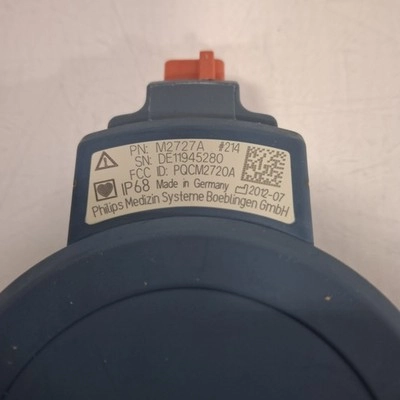 PN: M2727A #214
SN: DE11945280
FCC ID: PQCM2720A
IP68 Made in Germany 2012-07
Philips Medizin Systeme Boeblingen GmbH